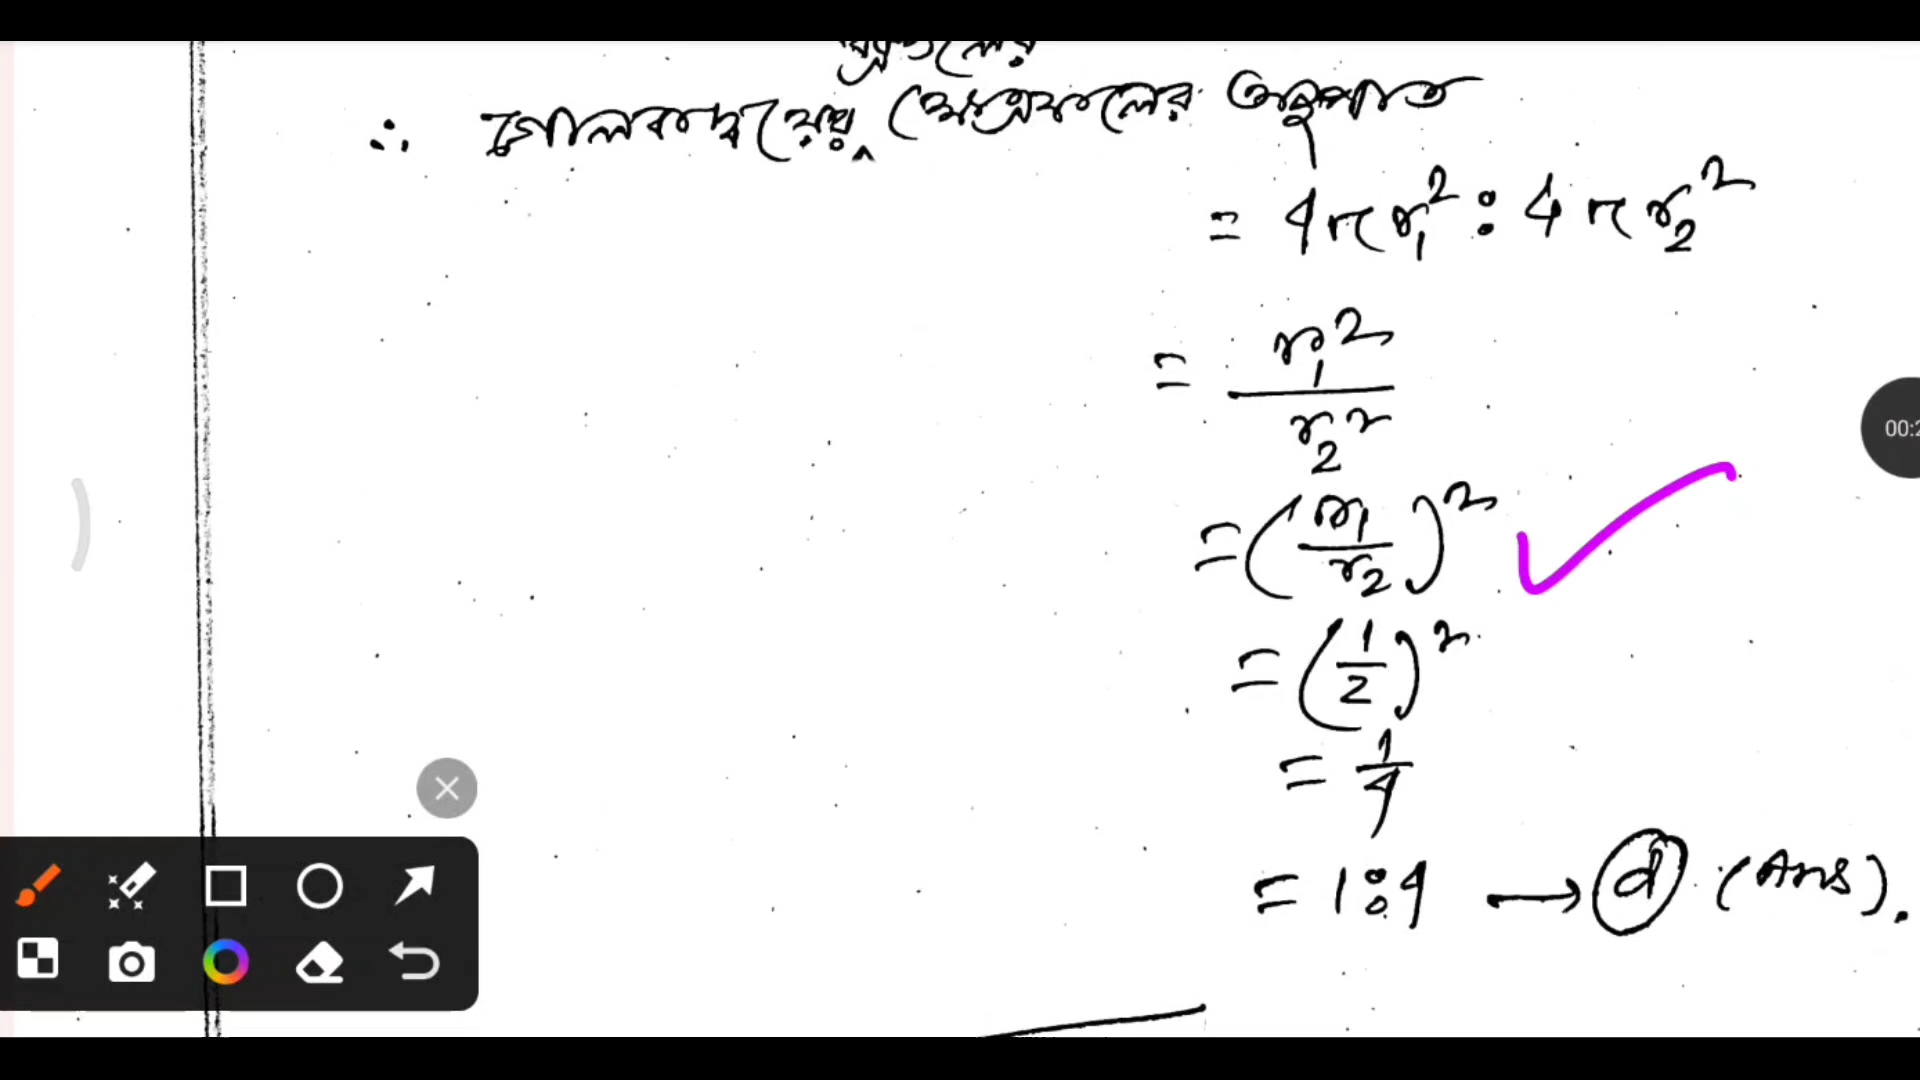 পৃষ্ঠতলের
∴ গোলকদ্বয়ের ^ ক্ষেত্রফলের অনুপাত
= 4πr₁² : 4πr₂²
= r₁² / r₂²
= (r₁/r₂)²
= (1/2)²
= 1/4
= 1:4 → (d) (Ans).
00:2